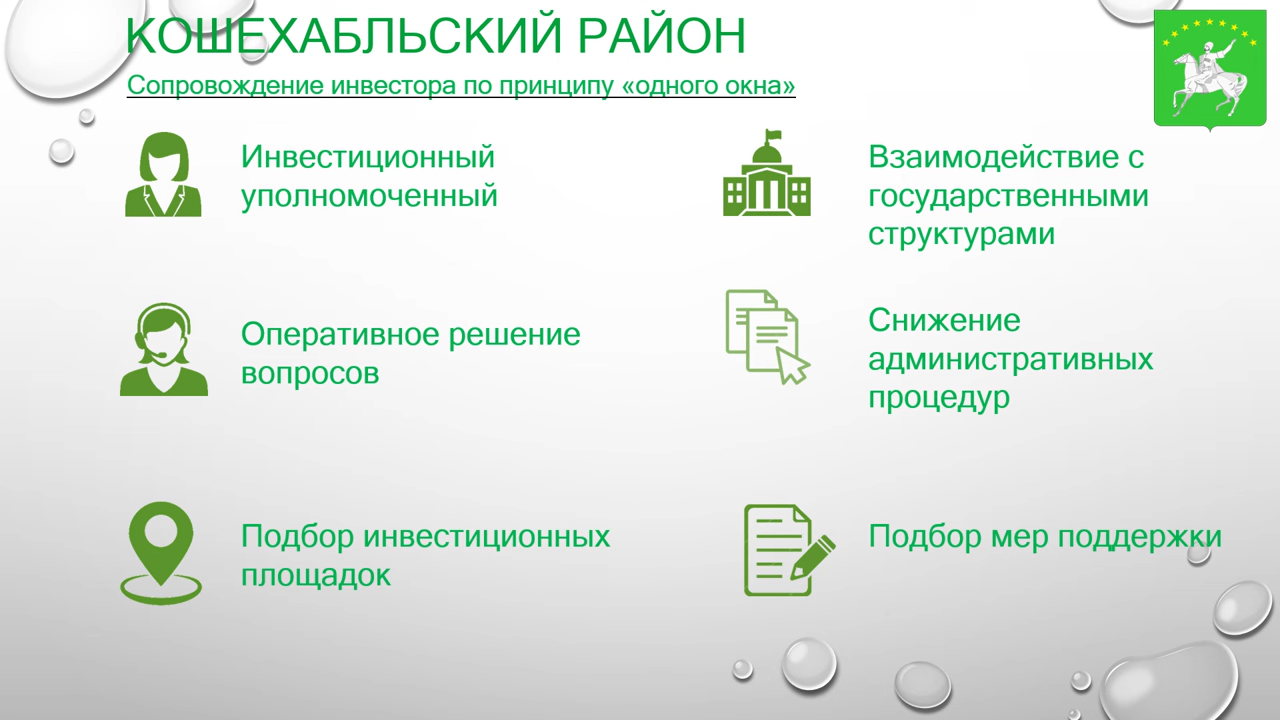 КОШЕХАБЛЬСКИЙ РАЙОН
Сопровождение инвестора по принципу «одного окна»
Инвестиционный
уполномоченный
Взаимодействие с
государственными
структурами
Оперативное решение
вопросов
Снижение
административных
процедур
Подбор инвестиционных
площадок
Подбор мер поддержки